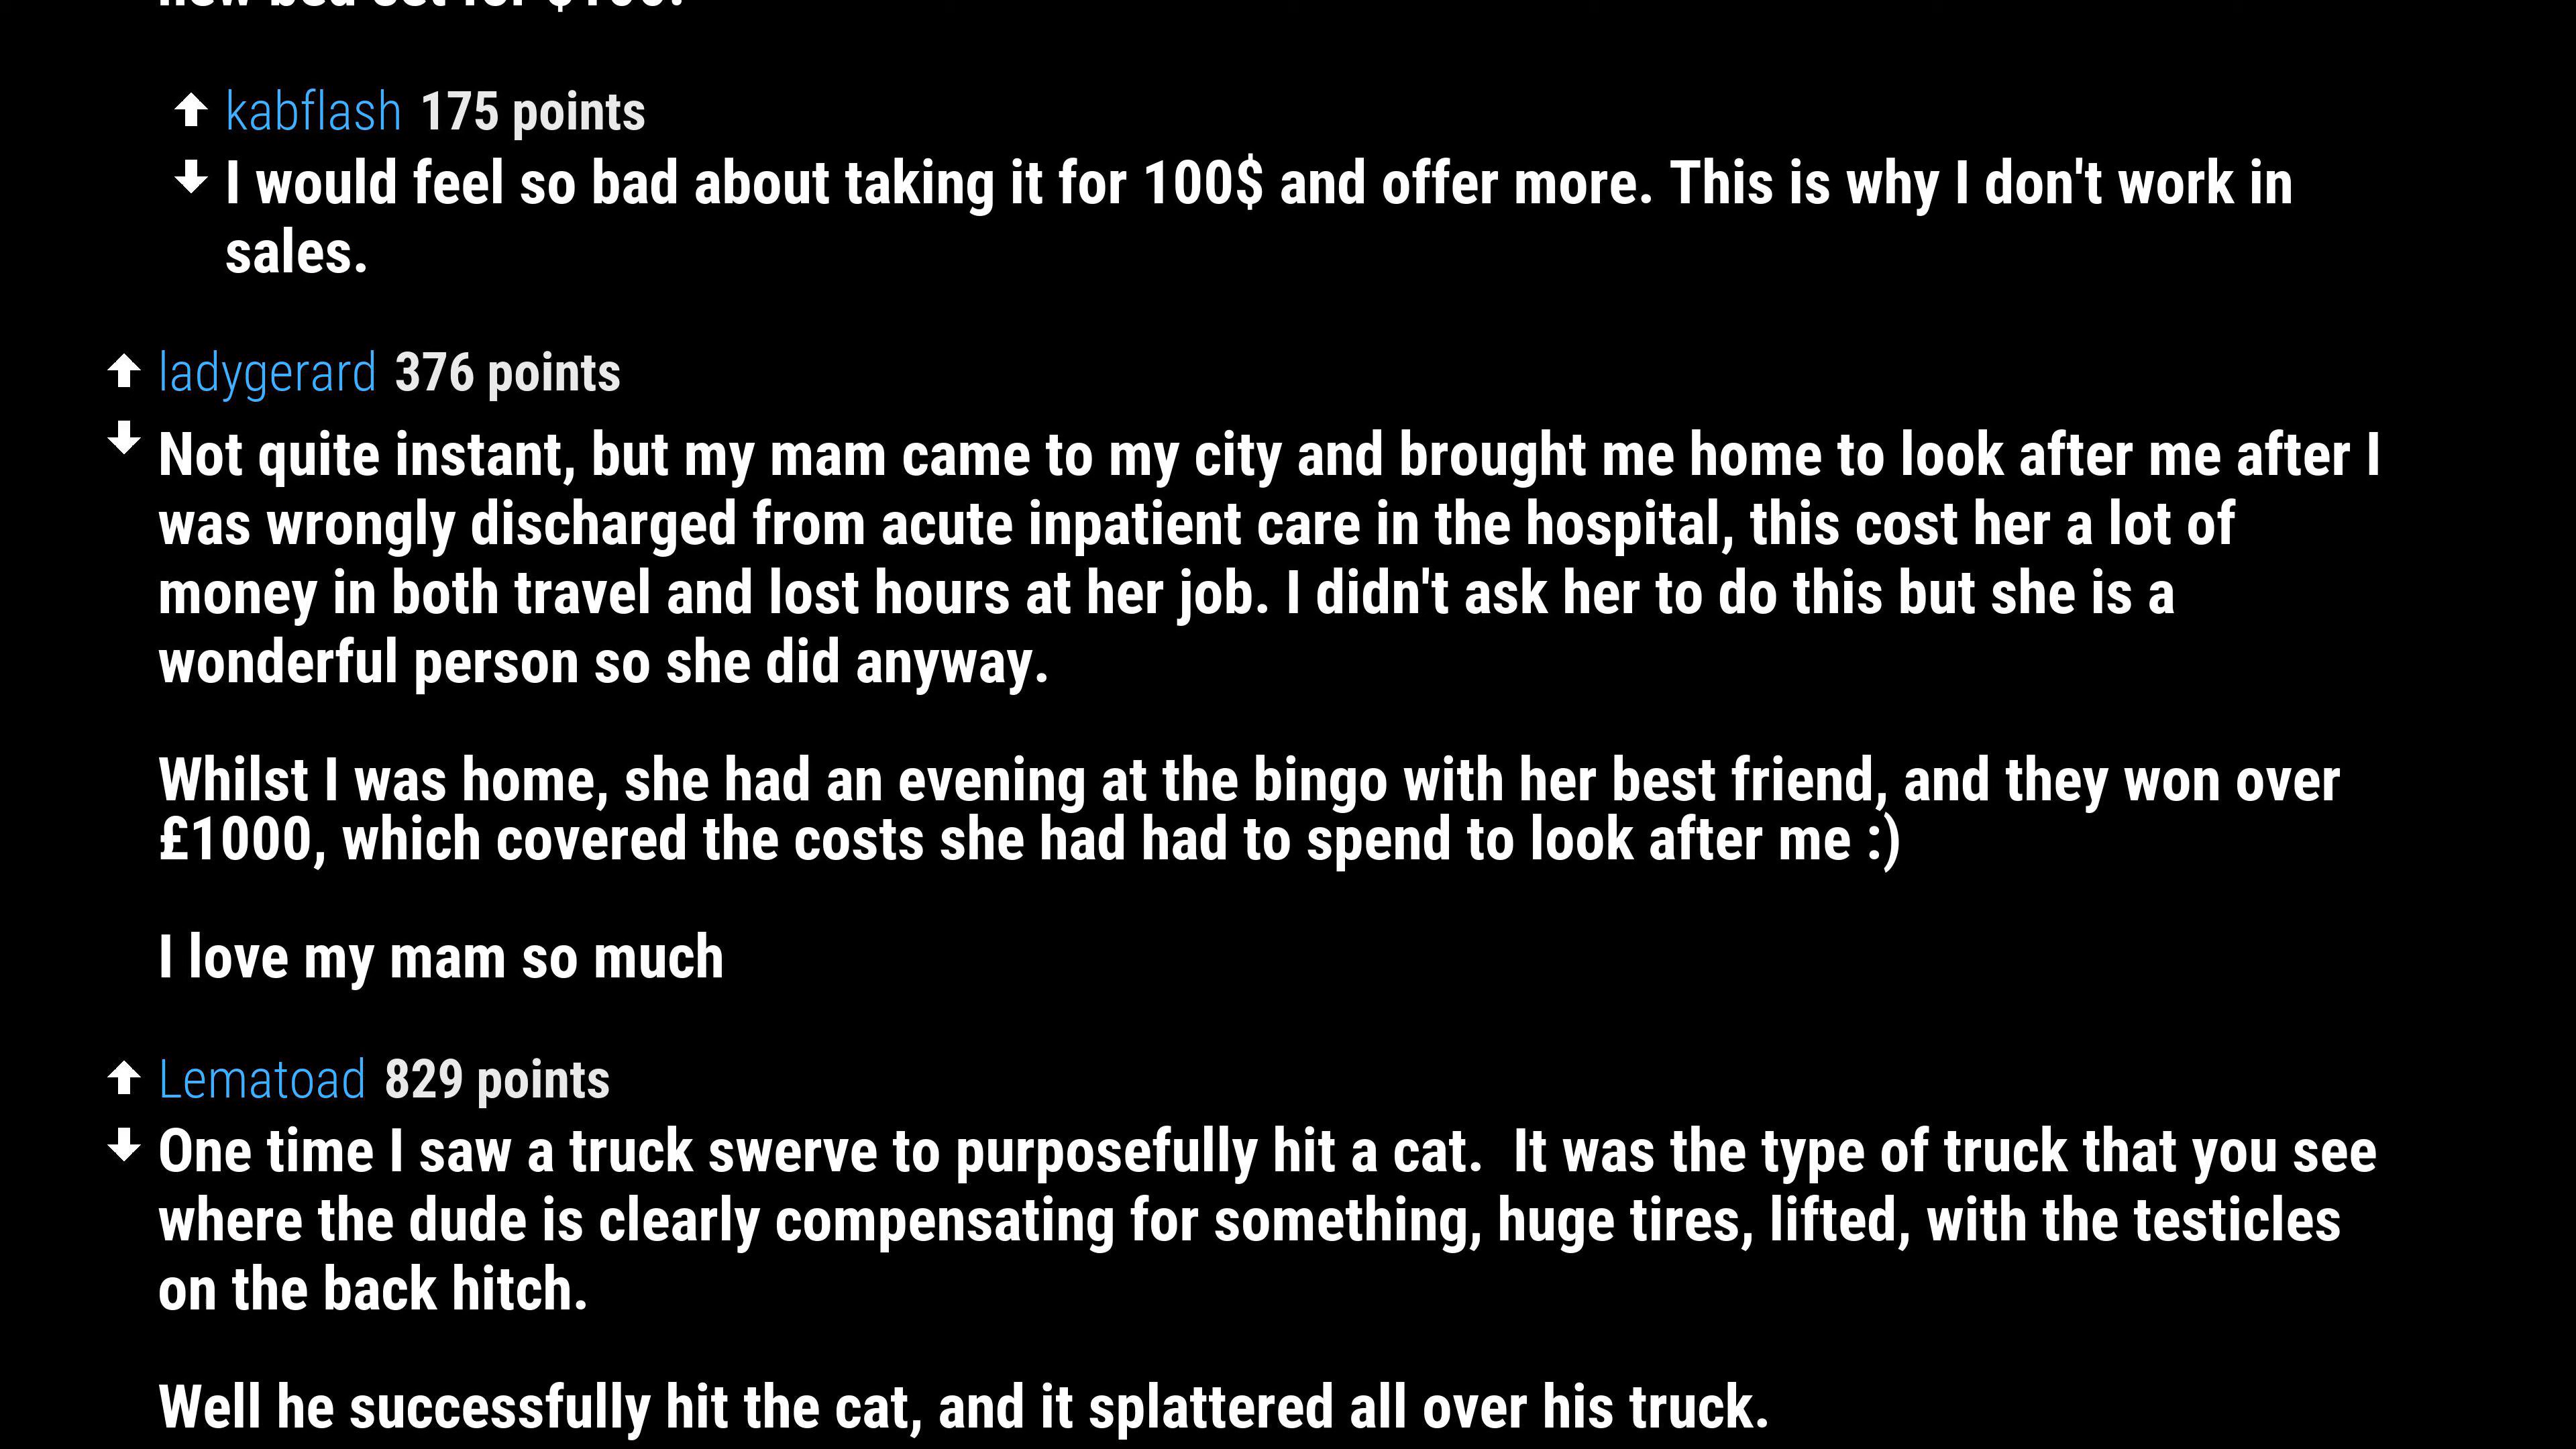 new bed set for $100.
kabflash 175 points
I would feel so bad about taking it for 100$ and offer more. This is why I don't work in
sales.
ladygerard 376 points
Not quite instant, but my mam came to my city and brought me home to look after me after I
was wrongly discharged from acute inpatient care in the hospital, this cost her a lot of
money in both travel and lost hours at her job. I didn't ask her to do this but she is a
wonderful person so she did anyway.
Whilst I was home, she had an evening at the bingo with her best friend, and they won over
£1000, which covered the costs she had had to spend to look after me :)
I love my mam so much
Lematoad 829 points
One time I saw a truck swerve to purposefully hit a cat.  It was the type of truck that you see
where the dude is clearly compensating for something, huge tires, lifted, with the testicles
on the back hitch.
Well he successfully hit the cat, and it splattered all over his truck.